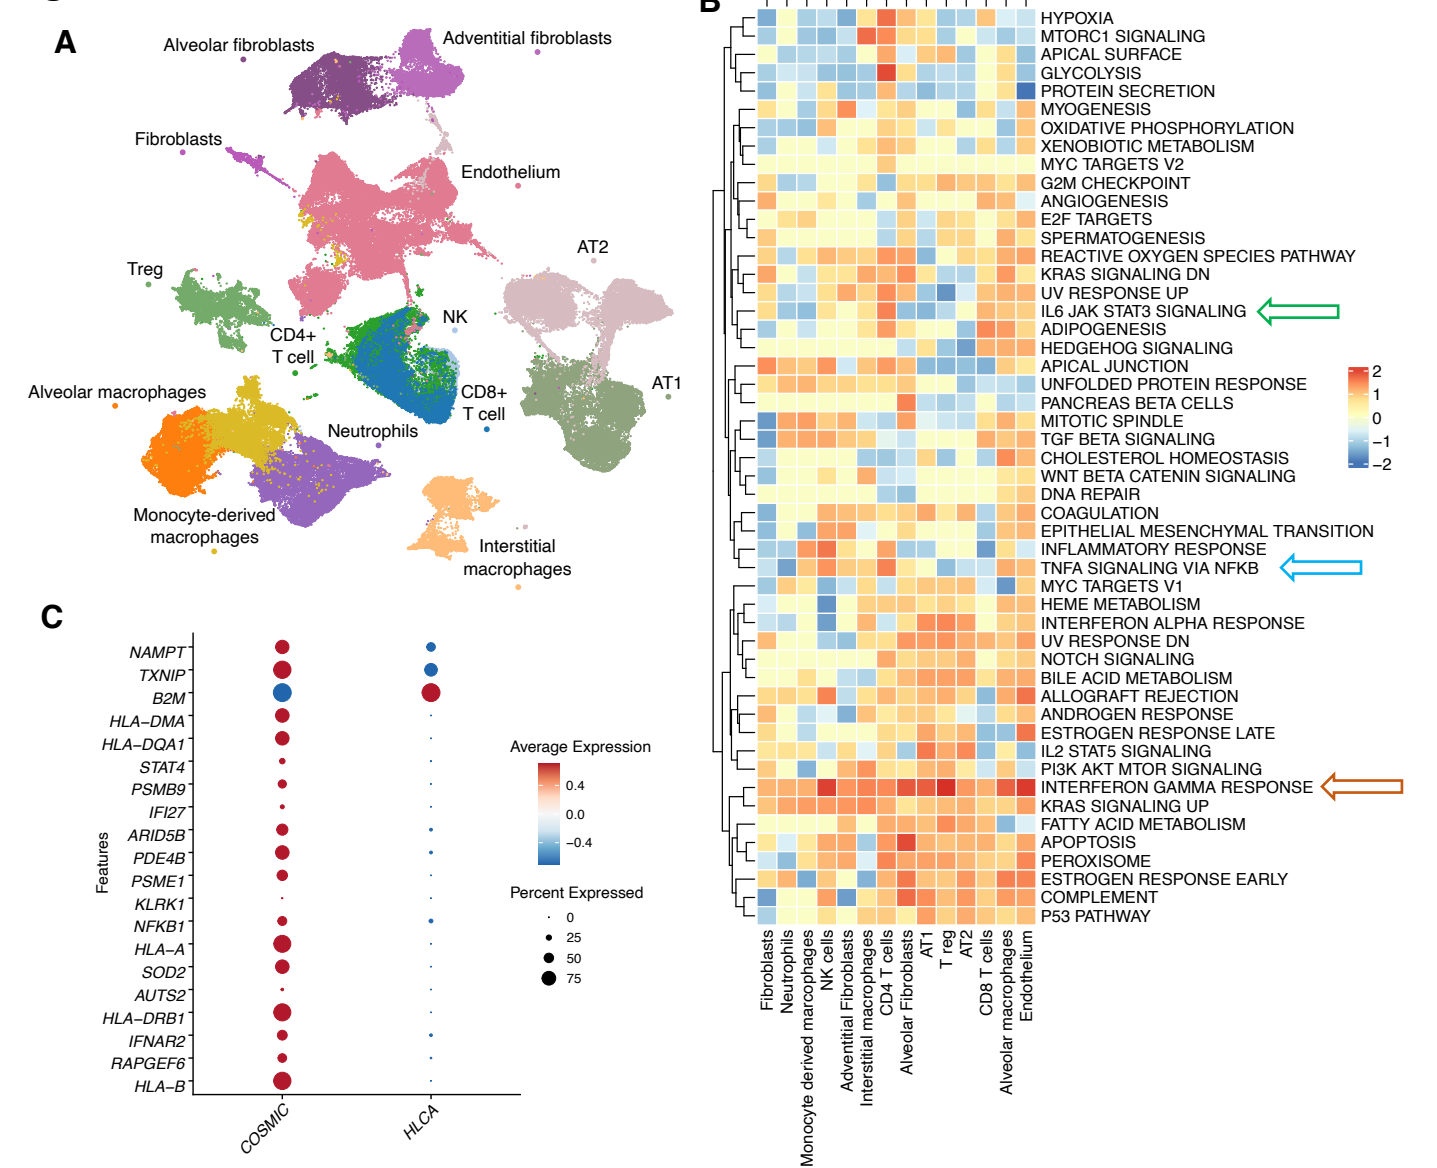 A
Alveolar fibroblasts
Adventitial fibroblasts
Fibroblasts
Endothelium
AT2
Treg
NK
CD4+
T cell
AT1
Alveolar macrophages
CD8+
T cell
Neutrophils
Monocyte-derived
macrophages
Interstitial
macrophages
B
HYPOXIA
MTORC1 SIGNALING
APICAL SURFACE
GLYCOLYSIS
PROTEIN SECRETION
MYOGENESIS
OXIDATIVE PHOSPHORYLATION
XENOBIOTIC METABOLISM
MYC TARGETS V2
G2M CHECKPOINT
ANGIOGENESIS
E2F TARGETS
SPERMATOGENESIS
REACTIVE OXYGEN SPECIES PATHWAY
KRAS SIGNALING DN
UV RESPONSE UP
IL6 JAK STAT3 SIGNALING
ADIPOGENESIS
HEDGEHOG SIGNALING
APICAL JUNCTION
UNFOLDED PROTEIN RESPONSE
PANCREAS BETA CELLS
MITOTIC SPINDLE
TGF BETA SIGNALING
CHOLESTEROL HOMEOSTASIS
WNT BETA CATENIN SIGNALING
DNA REPAIR
COAGULATION
EPITHELIAL MESENCHYMAL TRANSITION
INFLAMMATORY RESPONSE
TNFA SIGNALING VIA NFKB
MYC TARGETS V1
HEME METABOLISM
INTERFERON ALPHA RESPONSE
UV RESPONSE DN
NOTCH SIGNALING
BILE ACID METABOLISM
ALLOGRAFT REJECTION
ANDROGEN RESPONSE
ESTROGEN RESPONSE LATE
IL2 STAT5 SIGNALING
PI3K AKT MTOR SIGNALING
INTERFERON GAMMA RESPONSE
KRAS SIGNALING UP
FATTY ACID METABOLISM
APOPTOSIS
PEROXISOME
ESTROGEN RESPONSE EARLY
COMPLEMENT
P53 PATHWAY
2
1
0
−1
−2
Fibroblasts
Neutrophils
Monocyte derived marcophages
NK cells
Adventitial Fibroblasts
Interstitial macrophages
CD4 T cells
Alveolar Fibroblasts
AT1
T reg
AT2
CD8 T cells
Alveolar macrophages
Endothelium
C
Features
NAMPT
TXNIP
B2M
HLA−DMA
HLA−DQA1
STAT4
PSMB9
IFI27
ARID5B
PDE4B
PSME1
KLRK1
NFKB1
HLA−A
SOD2
AUTS2
HLA−DRB1
IFNAR2
RAPGEF6
HLA−B
COSMIC
HLCA
Average Expression
0.4
0.0
−0.4
Percent Expressed
0
25
50
75